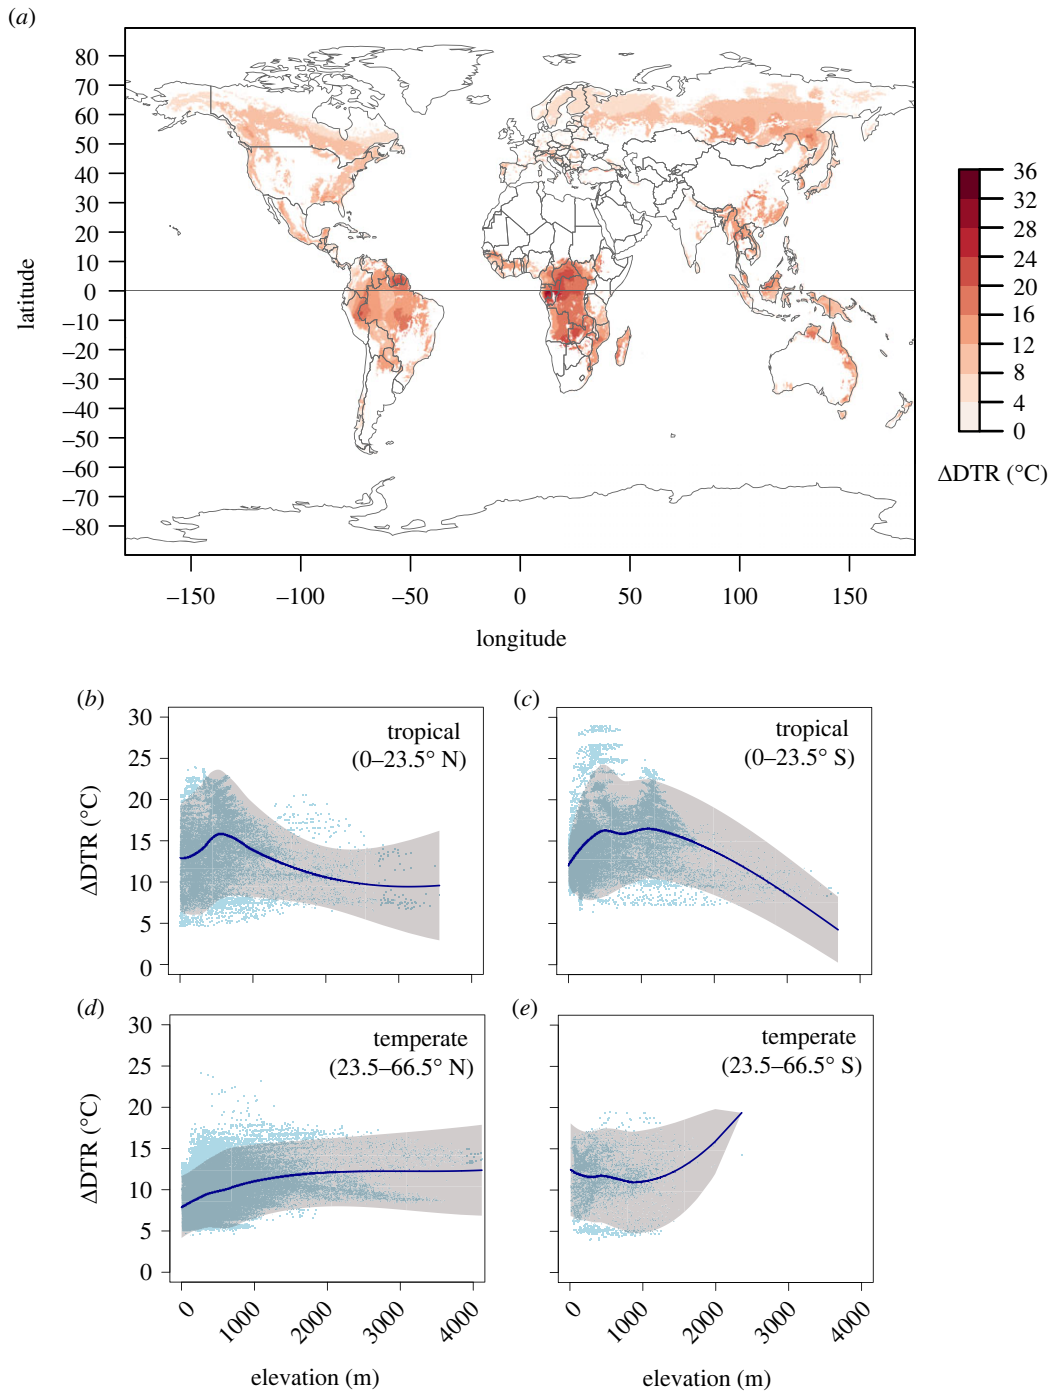 (a)
80
70
60
50
40
30
20
10
0
–10
–20
–30
–40
–50
–60
–70
–80
latitude
–150
–100
–50
0
50
100
150
longitude
36
32
28
24
20
16
12
8
4
0
ΔDTR (°C)
(b)
30
25
20
15
10
5
0
ΔDTR (°C)
tropical
(0–23.5° N)
(c)
tropical
(0–23.5° S)
(d)
30
25
20
15
10
5
0
ΔDTR (°C)
temperate
(23.5–66.5° N)
0
1000
2000
3000
4000
elevation (m)
(e)
temperate
(23.5–66.5° S)
0
1000
2000
3000
4000
elevation (m)